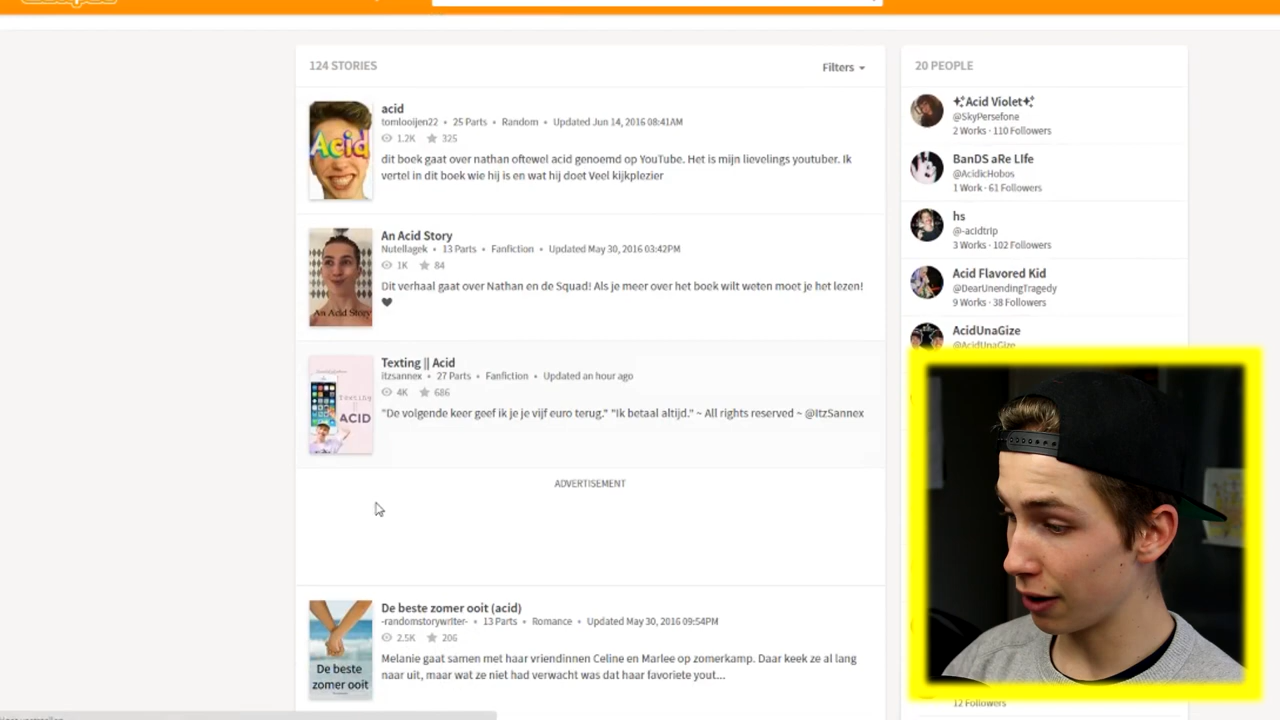 124 STORIES
Filters
acid
tomlooijen22 • 25 Parts • Random • Updated Jun 14, 2016 08:41AM
1.2K 325
dit boek gaat over nathan oftewel acid genoemd op YouTube. Het is mijn lievelings youtuber. Ik
vertel in dit boek wie hij is en wat hij doet Veel kijkplezier
Acid
An Acid Story
Nutellagek • 13 Parts • Fanfiction • Updated May 30, 2016 03:42PM
1K 84
Dit verhaal gaat over Nathan en de Squad! Als je meer over het boek wilt weten moet je het lezen!
♥
An Acid Story
Texting || Acid
itzsannex • 27 Parts • Fanfiction • Updated an hour ago
4K 686
"De volgende keer geef ik je je vijf euro terug." "Ik betaal altijd." ~ All rights reserved ~ @ItzSannex
Texting
ACID
ADVERTISEMENT
De beste zomer ooit (acid)
-randomstorywriter- • 13 Parts • Romance • Updated May 30, 2016 09:54PM
2.5K 206
Melanie gaat samen met haar vriendinnen Celine en Marlee op zomerkamp. Daar keek ze al lang
naar uit, maar wat ze niet had verwacht was dat haar favoriete yout...
De beste
zomer ooit
20 PEOPLE
Acid Violet
@SkyPersefone
2 Works · 110 Followers
BanDS aRe LIfe
@AcidicHobos
1 Work · 61 Followers
hs
@-acidtrip
3 Works · 102 Followers
Acid Flavored Kid
@DearUnendingTragedy
9 Works · 38 Followers
AcidUnaGize
@AcidUnaGize
12 Followers